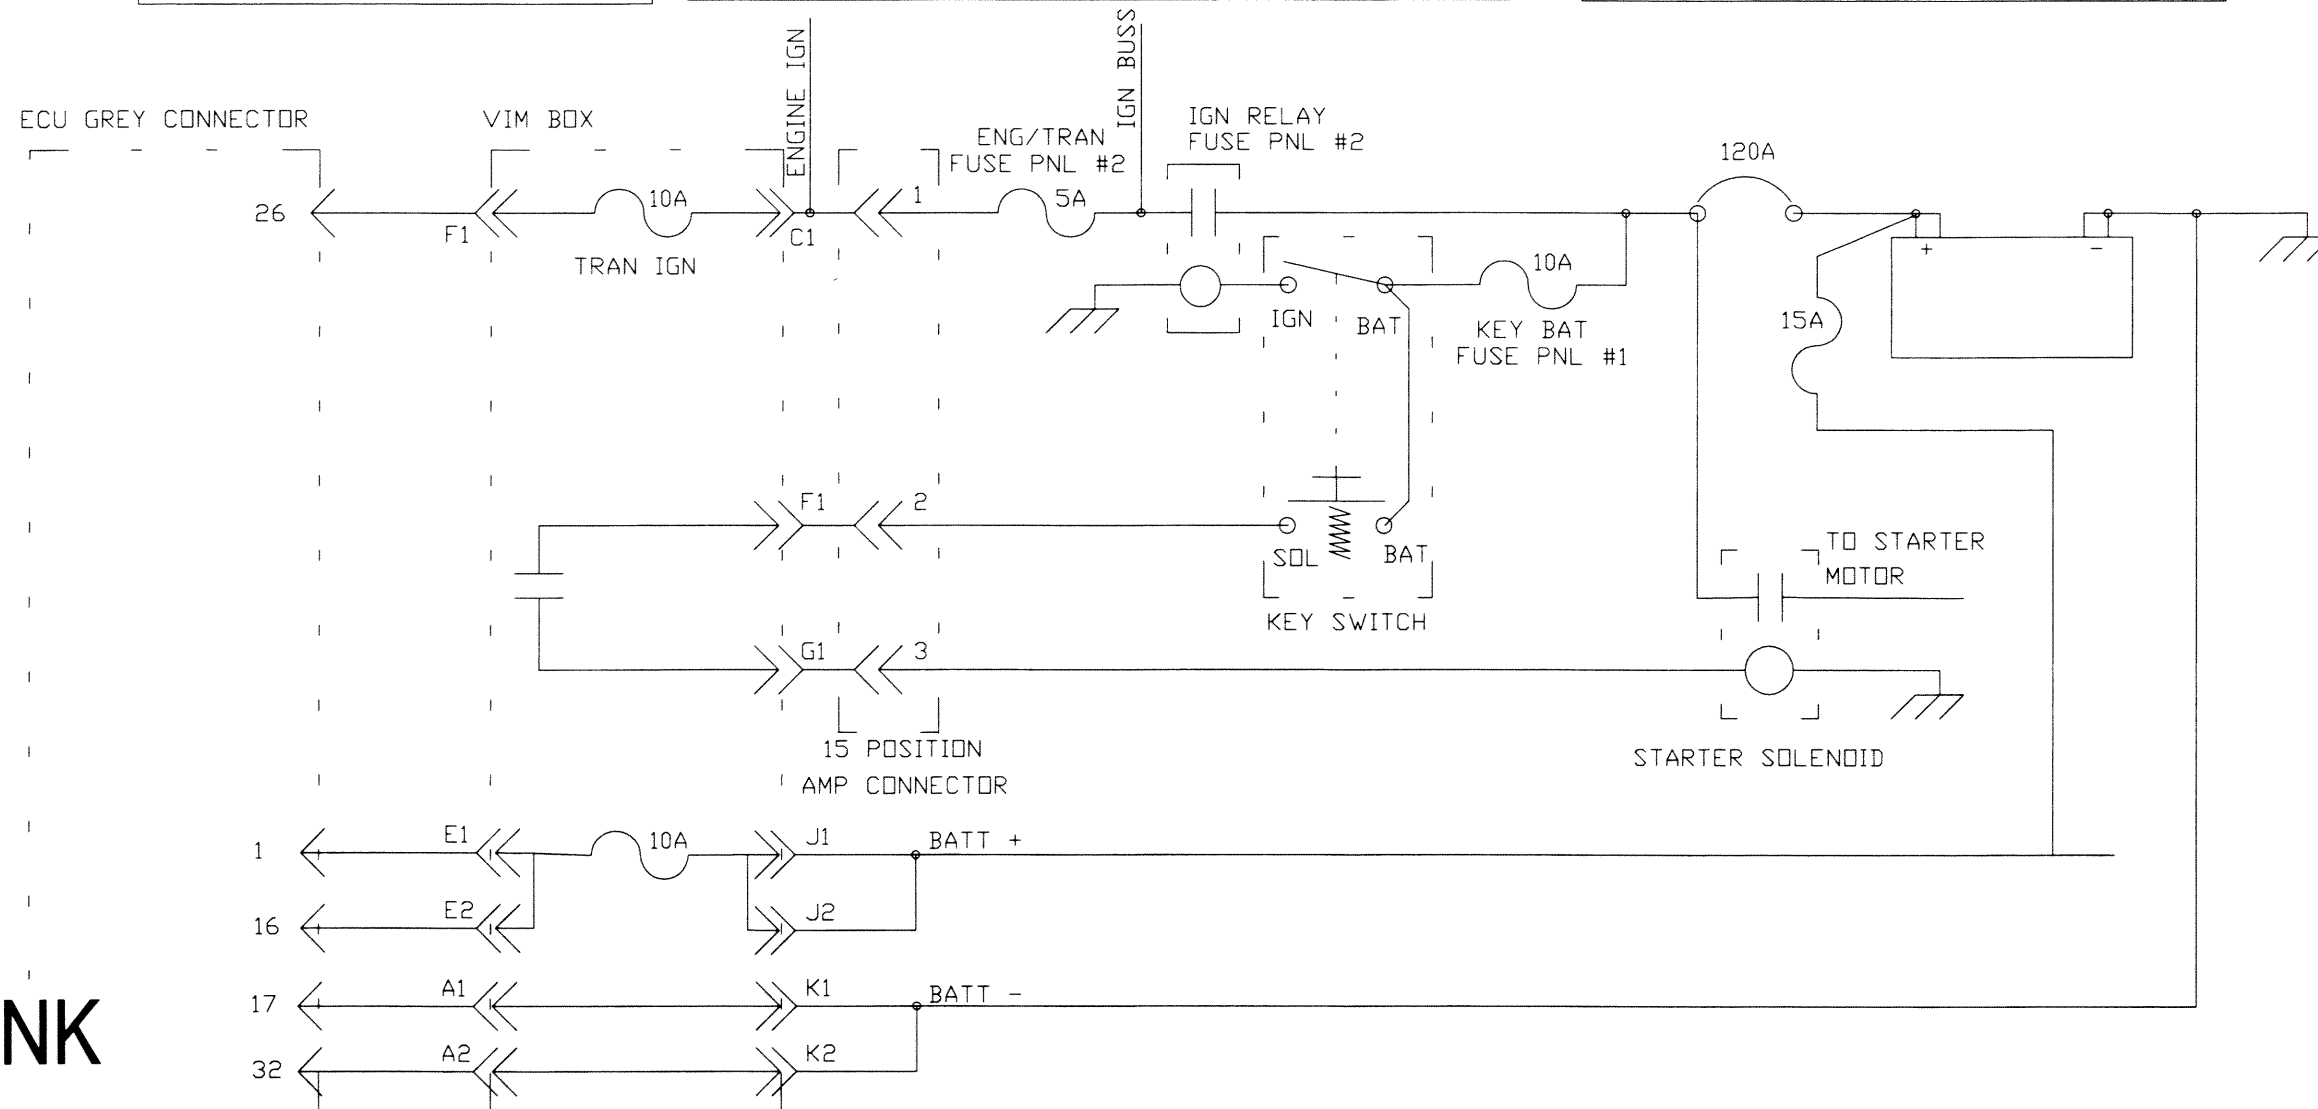 ENGINE IGN
IGN BUSS
ECU GREY CONNECTOR
VIM BOX
ENG/TRAN
FUSE PNL #2
IGN RELAY
FUSE PNL #2
120A
26
F1
10A
TRAN IGN
C1
1
5A
+
-
IGN
BAT
10A
KEY BAT
FUSE PNL #1
15A
F1
2
SOL
BAT
KEY SWITCH
TO STARTER
MOTOR
G1
3
15 POSITION
AMP CONNECTOR
STARTER SOLENOID
1
E1
10A
J1
BATT +
16
E2
J2
17
A1
K1
BATT -
NK
32
A2
K2